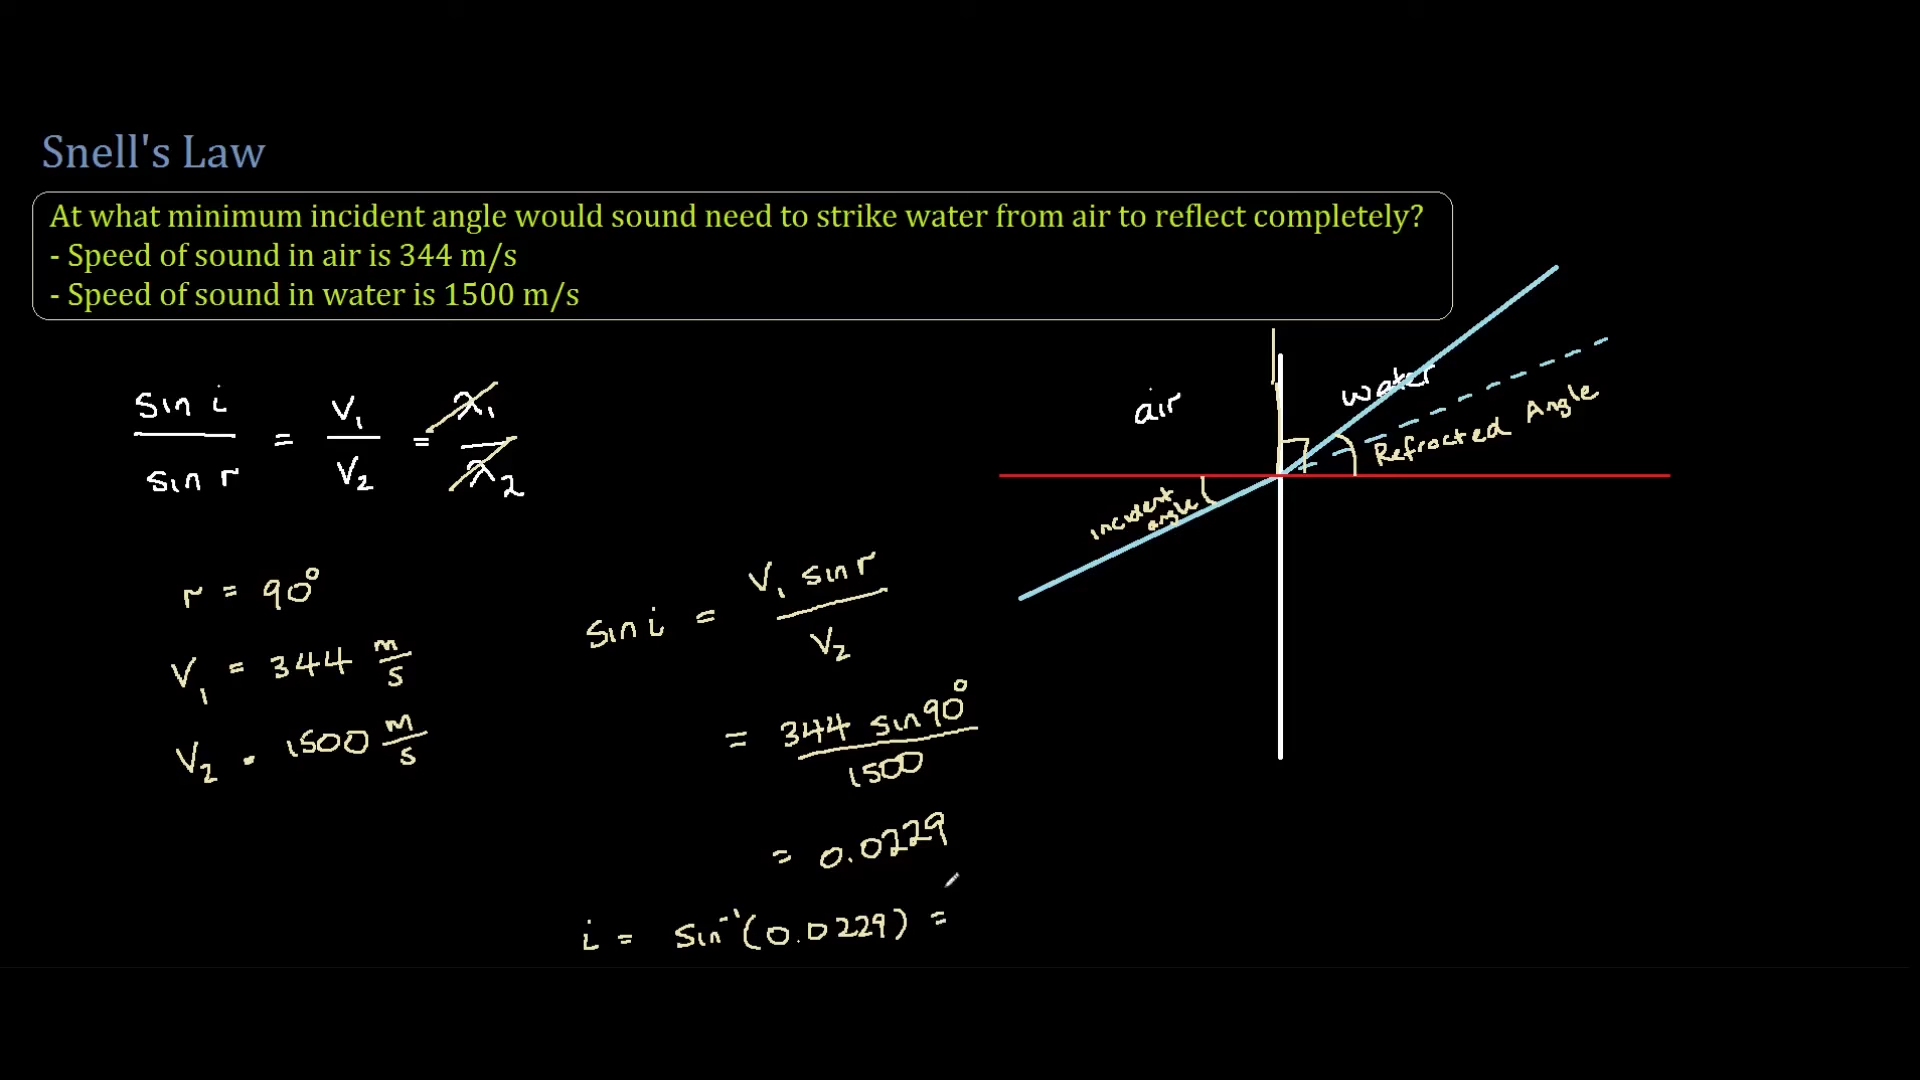 Snell's Law
At what minimum incident angle would sound need to strike water from air to reflect completely?
- Speed of sound in air is 344 m/s
- Speed of sound in water is 1500 m/s
sin i / sin r = V₁ / V₂ = λ₁ / λ₂
r = 90°
V₁ = 344 m/s
V₂ = 1500 m/s
sin i = V₁ sin r / V₂
= 344 sin 90° / 1500
= 0.0229
i = sin⁻¹(0.0229) =
air
water
Refracted Angle
incident
angle